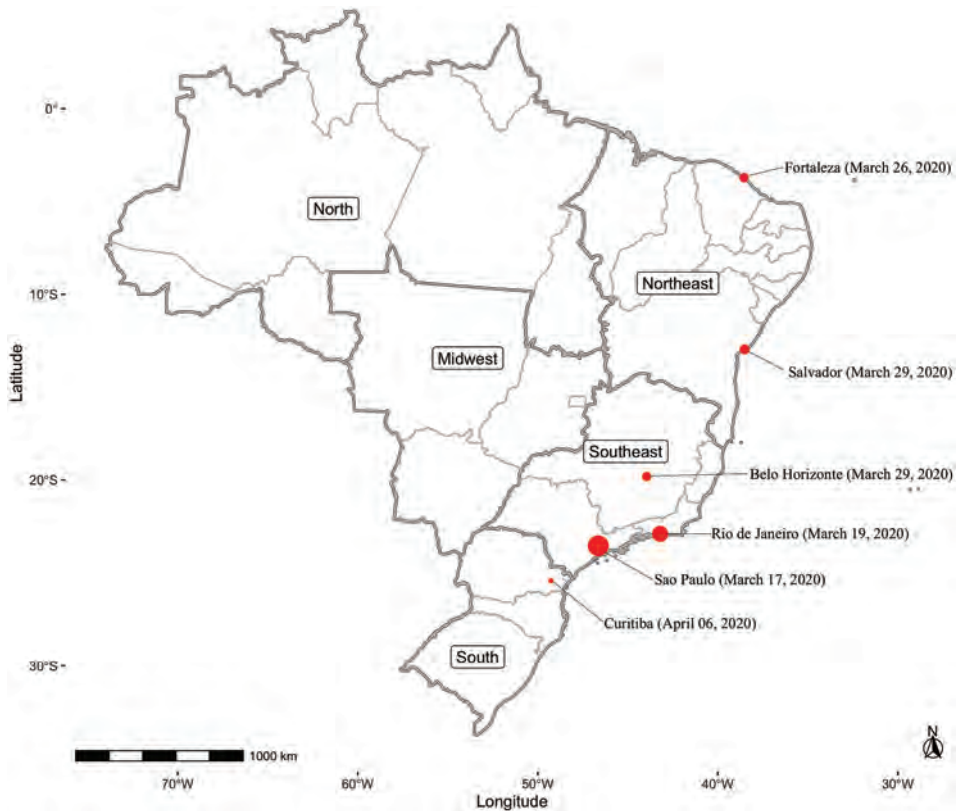 0°
Fortaleza (March 26, 2020)
North
Northeast
10°S
Midwest
Latitude
Salvador (March 29, 2020)
Southeast
20°S
Belo Horizonte (March 29, 2020)
Rio de Janeiro (March 19, 2020)
Sao Paulo (March 17, 2020)
Curitiba (April 06, 2020)
South
30°S
N
1000 km
70°W
60°W
50°W
40°W
30°W
Longitude